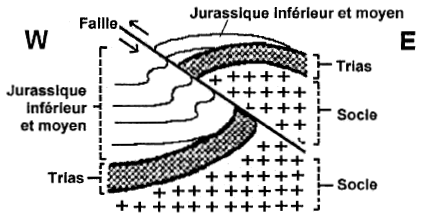 Jurassique inférieur et moyen
Faille
W
E
Trias
Jurassique
inférieur
et moyen
Socle
Trias
Socle